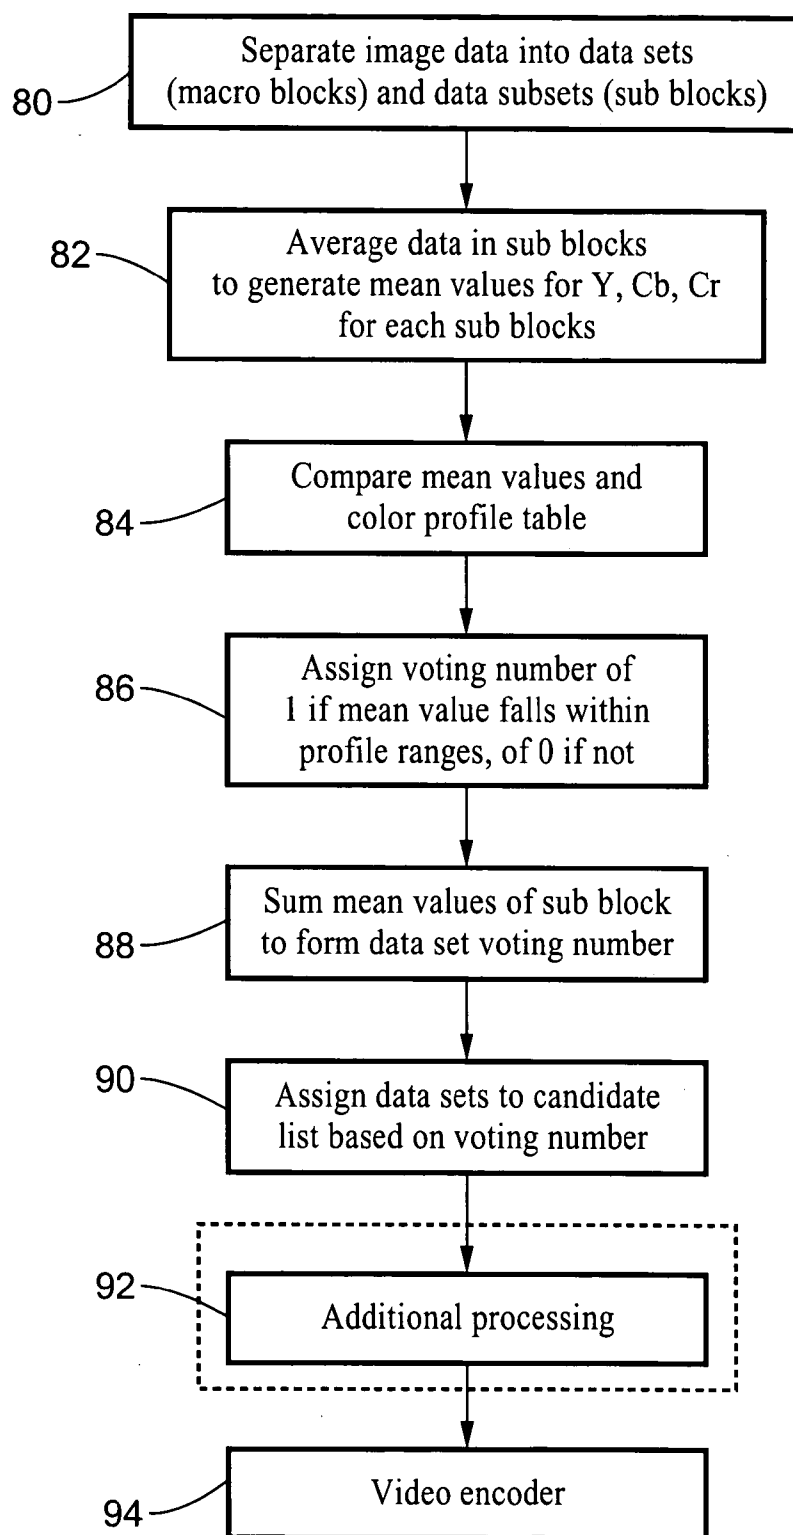 Separate image data into data sets
(macro blocks) and data subsets (sub blocks)
80
Average data in sub blocks
to generate mean values for Y, Cb, Cr
for each sub blocks
82
Compare mean values and
color profile table
84
Assign voting number of
1 if mean value falls within
profile ranges, of 0 if not
86
Sum mean values of sub block
to form data set voting number
88
Assign data sets to candidate
list based on voting number
90
Additional processing
92
Video encoder
94